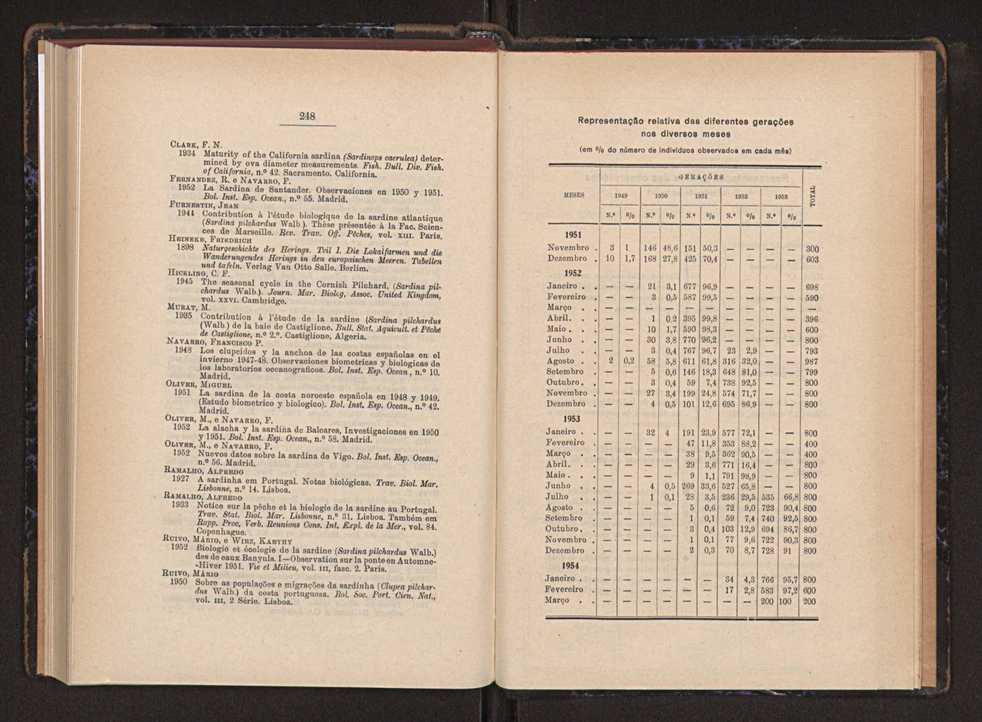 248
CLARK, F. N.
1934 Maturity of the California sardina (Sardinops caerulea) deter-
mined by ova diameter measurements. Fish. Bull. Div. Fish.
of California, n.º 42. Sacramento. California.
FERNANDEZ, R. e NAVARRO, F.
1952 La Sardina de Santander. Observaciones en 1950 y 1951.
Bol. Inst. Esp. Ocean., n.º 55. Madrid.
FURNESTIN, JEAN
1944 Contribution à l'étude biologique de la sardine atlantique
(Sardina pilchardus Walb). Thèse présentée à la Fac. Scien-
ces de Marseille. Rev. Trav. Off. Pêches, vol. XIII. Paris.
HEINEKE, FRIEDRICH
1898 Naturgeschichte des Herings. Teil I. Die Lokalfarmen und die
Wanderungendes Herings in den europaischen Meeren. Tabellen
und tafeln. Verlag Van Otto Salle. Berlim.
HICKLING, C. F.
1945 The seasonal cycle in the Cornish Pilchard, (Sardina pil-
chardus Walb.). Journ. Mar. Biolog. Assoc. United Kingdom,
vol. XXVI. Cambridge.
MURAT, M.
1935 Contribution à l'étude de la sardine (Sardina pilchardus
(Walb.) de la baie de Castiglione. Bull. Stat. Aquicult. et Pêche
de Castiglione, n.º 2.º. Castiglione, Algeria.
NAVARRO, FRANCISCO P.
1948 Los clupeidos y la anchoa de las costas españolas en el
invierno 1947-48. Observaciones biometricas y biologicas de
los laboratorios oceanograficos. Bol. Inst. Esp. Ocean, n.º 10.
Madrid.
OLIVER, MIGUEL
1951 La sardina de la costa noroeste española en 1948 y 1949.
(Estudo biometrico y biologico). Bol. Inst. Esp. Ocean., n.º 42.
Madrid.
OLIVER, M., e NAVARRO, F.
1952 La alacha y la sardina de Baleares, Investigaciones en 1950
y 1951. Bol. Inst. Esp. Ocean., n.º 58. Madrid.
OLIVER, M., e NAVARRO, F.
1952 Nuevos datos sobre la sardina de Vigo. Bol. Inst. Esp. Ocean.,
n.º 56. Madrid.
RAMALHO, ALFREDO
1927 A sardinha em Portugal. Notas biológicas. Trav. Biol. Mar.
Lisbonne, n.º 14. Lisboa.
RAMALHO, ALFREDO
1933 Notice sur la pêche et la biologie de la sardine au Portugal.
Trav. Stat. Biol. Mar. Lisbonne, n.º 31. Lisboa. Também em
Rapp. Proc. Verb. Reunions Cons. Int. Expl. de la Mer., vol. 84.
Copenhague.
RUIVO, MÁRIO, e WIRZ, KARTHY
1952 Biologie et écologie de la sardine (Sardina pilchardus Walb.)
des de eaux Banyuls. I—Observation sur la ponte en Automne-
-Hiver 1951. Vie et Milieu, vol. III, fasc. 2. Paris.
RUIVO, MÁRIO
1950 Sobre as populações e migrações da sardinha (Clupea pilchar-
dus Walb.) da costa portuguesa. Bol. Soc. Port. Cien. Nat.,
vol. III, 2 Série. Lisboa.
Representação relativa das diferentes gerações
nos diversos meses
(em % do número de indivíduos observados em cada mês)
MESES GERAÇÕES TOTAL
1949 1950 1951 1952 1953
N.º % N.º % N.º % N.º % N.º %
1951
Novembro . 3 1 146 48,6 151 50,3 — — — — 300
Dezembro . 10 1,7 168 27,8 425 70,4 — — — — 603
1952
Janeiro . . — — 21 3,1 677 96,9 — — — — 698
Fevereiro . — — 3 0,5 587 99,5 — — — — 590
Março . . — — — — — — — — — — —
Abril. . . — — 1 0,2 395 99,8 — — — — 396
Maio . . . — — 10 1,7 590 98,3 — — — — 600
Junho . . — — 30 3,8 770 96,2 — — — — 800
Julho . . — — 3 0,4 767 96,7 23 2,9 — — 793
Agosto . . 2 0,2 58 5,8 611 61,8 316 32,0 — — 987
Setembro . — — 5 0,6 146 18,3 648 81,0 — — 799
Outubro. . — — 3 0,4 59 7,4 738 92,5 — — 800
Novembro . — — 27 3,4 199 24,8 574 71,7 — — 800
Dezembro . — — 4 0,5 101 12,6 695 86,9 — — 800
1953
Janeiro . . — — 32 4 191 23,9 577 72,1 — — 800
Fevereiro . — — — — 47 11,8 353 88,2 — — 400
Março . . — — — — 38 9,5 362 90,5 — — 400
Abril. . . — — — — 29 3,6 771 16,4 — — 800
Maio . . . — — — — 9 1,1 791 98,9 — — 800
Junho . . — — 4 0,5 269 33,6 527 65,8 — — 800
Julho . . — — 1 0,1 28 3,5 236 29,5 535 66,8 800
Agosto . . — — — — 5 0,6 72 9,0 723 90,4 800
Setembro . — — — — 1 0,1 59 7,4 740 92,5 800
Outubro. . — — — — 3 0,4 103 12,9 694 86,7 800
Novembro . — — — — 1 0,1 77 9,6 722 90,3 800
Dezembro . — — — — 2 0,3 70 8,7 728 91 800
1954
Janeiro . . — — — — — — 34 4,3 766 95,7 800
Fevereiro . — — — — — — 17 2,8 583 97,2 600
Março . . — — — — — — — — 200 100 200